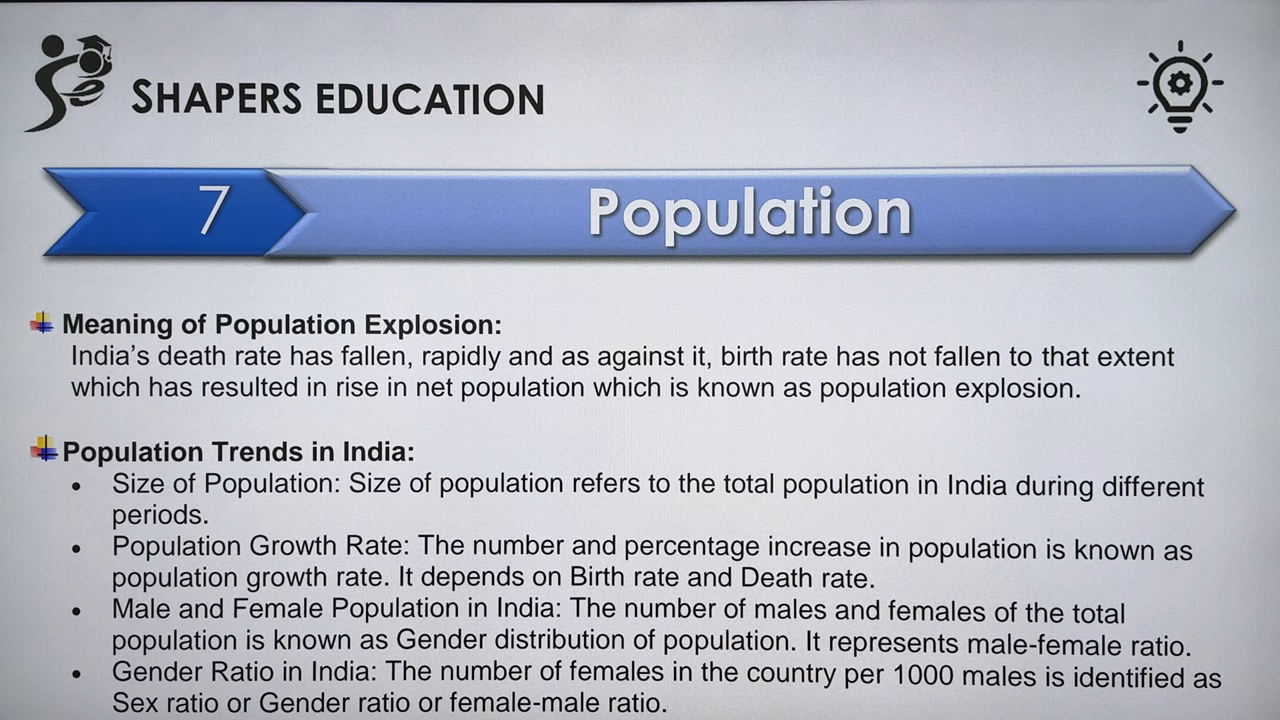 SHAPERS EDUCATION
7 Population
Meaning of Population Explosion:
India’s death rate has fallen, rapidly and as against it, birth rate has not fallen to that extent
which has resulted in rise in net population which is known as population explosion.
Population Trends in India:
• Size of Population: Size of population refers to the total population in India during different
periods.
• Population Growth Rate: The number and percentage increase in population is known as
population growth rate. It depends on Birth rate and Death rate.
• Male and Female Population in India: The number of males and females of the total
population is known as Gender distribution of population. It represents male-female ratio.
• Gender Ratio in India: The number of females in the country per 1000 males is identified as
Sex ratio or Gender ratio or female-male ratio.